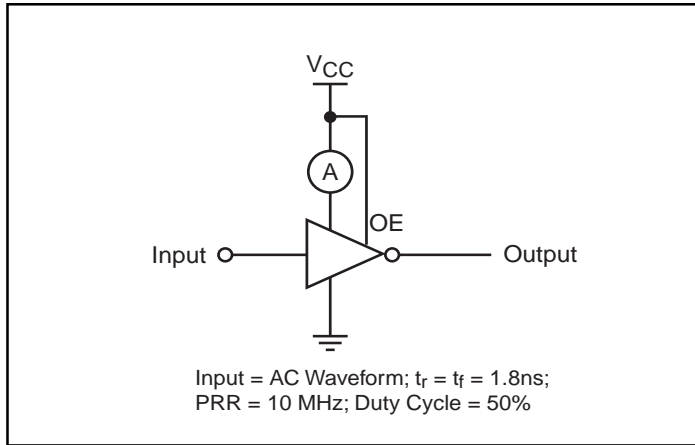 VCC
A
OE
Input
Output
Input = AC Waveform; tr = tf = 1.8ns;
PRR = 10 MHz; Duty Cycle = 50%